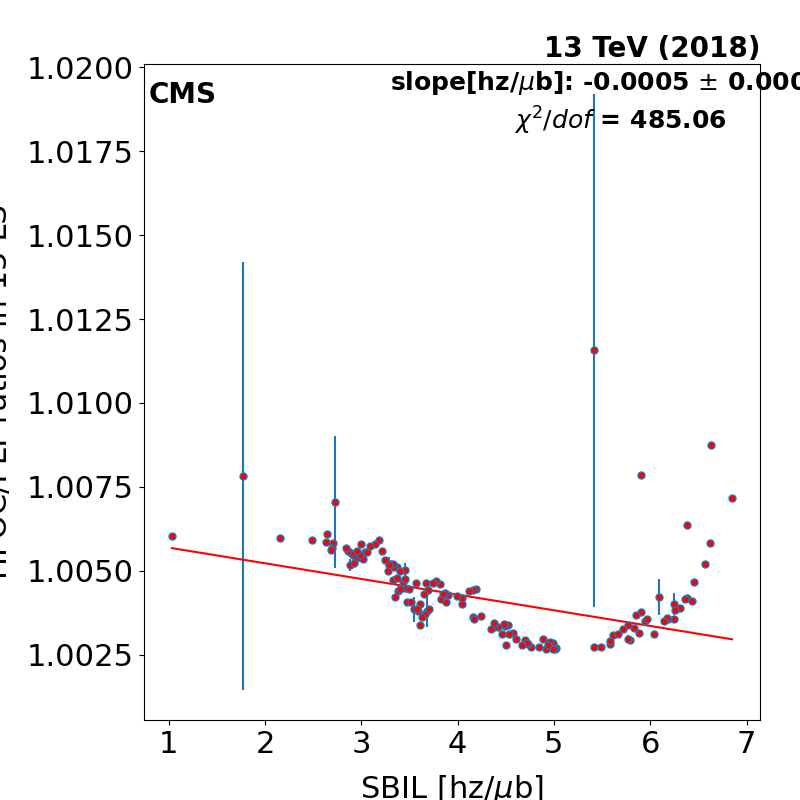 13 TeV (2018)
CMS
slope[hz/μb]: -0.0005 ± 0.000
χ²/dof = 485.06
1.0200
1.0175
1.0150
1.0125
1.0100
1.0075
1.0050
1.0025
1 2 3 4 5 6 7
SBIL [hz/μb]